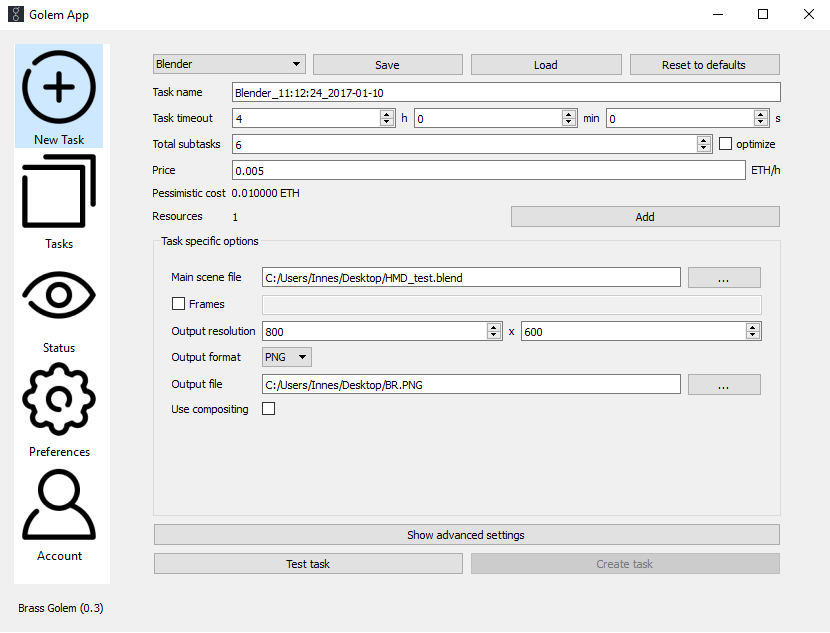 Golem App
New Task
Tasks
Status
Preferences
Account
Brass Golem (0.3)
Blender Save Load Reset to defaults
Task name Blender_11:12:24_2017-01-10
Task timeout 4 h 0 min 0 s
Total subtasks 6 optimize
Price 0.005 ETH/h
Pessimistic cost 0.010000 ETH
Resources 1 Add
Task specific options
Main scene file C:/Users/Innes/Desktop/HMD_test.blend ...
Frames
Output resolution 800 x 600
Output format PNG
Output file C:/Users/Innes/Desktop/BR.PNG ...
Use compositing
Show advanced settings
Test task Create task